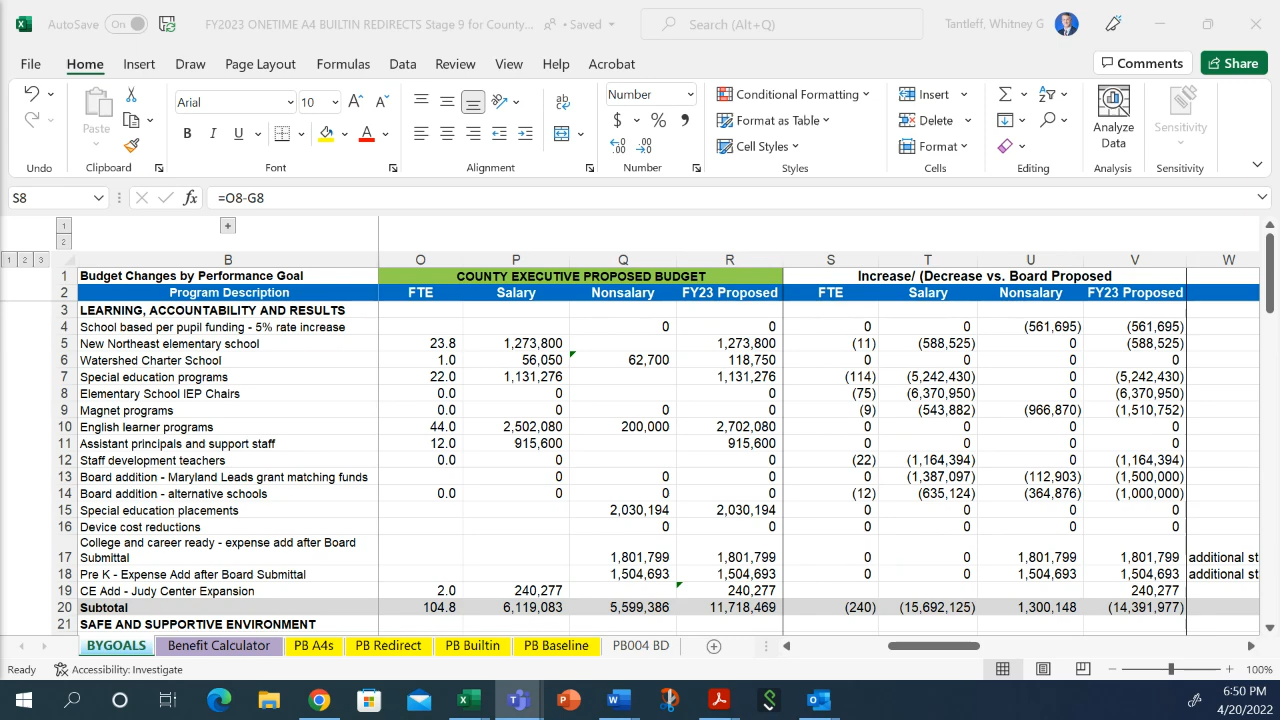 AutoSave On FY2023 ONETIME A4 BUILTIN REDIRECTS Stage 9 for County... • Saved Search (Alt+Q) Tantleff, Whitney G
File Home Insert Draw Page Layout Formulas Data Review View Help Acrobat Comments Share
Arial 10 Number Conditional Formatting Insert
Paste Format as Table Delete Analyze Data Sensitivity
Cell Styles Format
Undo Clipboard Font Alignment Number Styles Cells Editing Analysis Sensitivity
S8 fx =O8-G8
1
2
1 2 3 B O P Q R S T U V W
1 Budget Changes by Performance Goal COUNTY EXECUTIVE PROPOSED BUDGET Increase/ (Decrease vs. Board Proposed
2 Program Description FTE Salary Nonsalary FY23 Proposed FTE Salary Nonsalary FY23 Proposed
3 LEARNING, ACCOUNTABILITY AND RESULTS
4 School based per pupil funding - 5% rate increase 0 0 0 0 (561,695) (561,695)
5 New Northeast elementary school 23.8 1,273,800 1,273,800 (11) (588,525) 0 (588,525)
6 Watershed Charter School 1.0 56,050 62,700 118,750 0 0 0 0
7 Special education programs 22.0 1,131,276 1,131,276 (114) (5,242,430) 0 (5,242,430)
8 Elementary School IEP Chairs 0.0 0 0 (75) (6,370,950) 0 (6,370,950)
9 Magnet programs 0.0 0 0 0 (9) (543,882) (966,870) (1,510,752)
10 English learner programs 44.0 2,502,080 200,000 2,702,080 0 0 0 0
11 Assistant principals and support staff 12.0 915,600 915,600 0 0 0 0
12 Staff development teachers 0.0 0 0 (22) (1,164,394) 0 (1,164,394)
13 Board addition - Maryland Leads grant matching funds 0 0 0 0 (1,387,097) (112,903) (1,500,000)
14 Board addition - alternative schools 0.0 0 0 0 (12) (635,124) (364,876) (1,000,000)
15 Special education placements 2,030,194 2,030,194 0 0 0 0
16 Device cost reductions 0 0 0 0 0 0
College and career ready - expense add after Board
17 Submittal 1,801,799 1,801,799 0 0 1,801,799 1,801,799 additional st
18 Pre K - Expense Add after Board Submittal 1,504,693 1,504,693 0 0 1,504,693 1,504,693 additional st
19 CE Add - Judy Center Expansion 2.0 240,277 240,277 240,277
20 Subtotal 104.8 6,119,083 5,599,386 11,718,469 (240) (15,692,125) 1,300,148 (14,391,977)
21 SAFE AND SUPPORTIVE ENVIRONMENT
BYGOALS Benefit Calculator PB A4s PB Redirect PB Builtin PB Baseline PB004 BD
Ready Accessibility: Investigate 100%
6:50 PM
4/20/2022